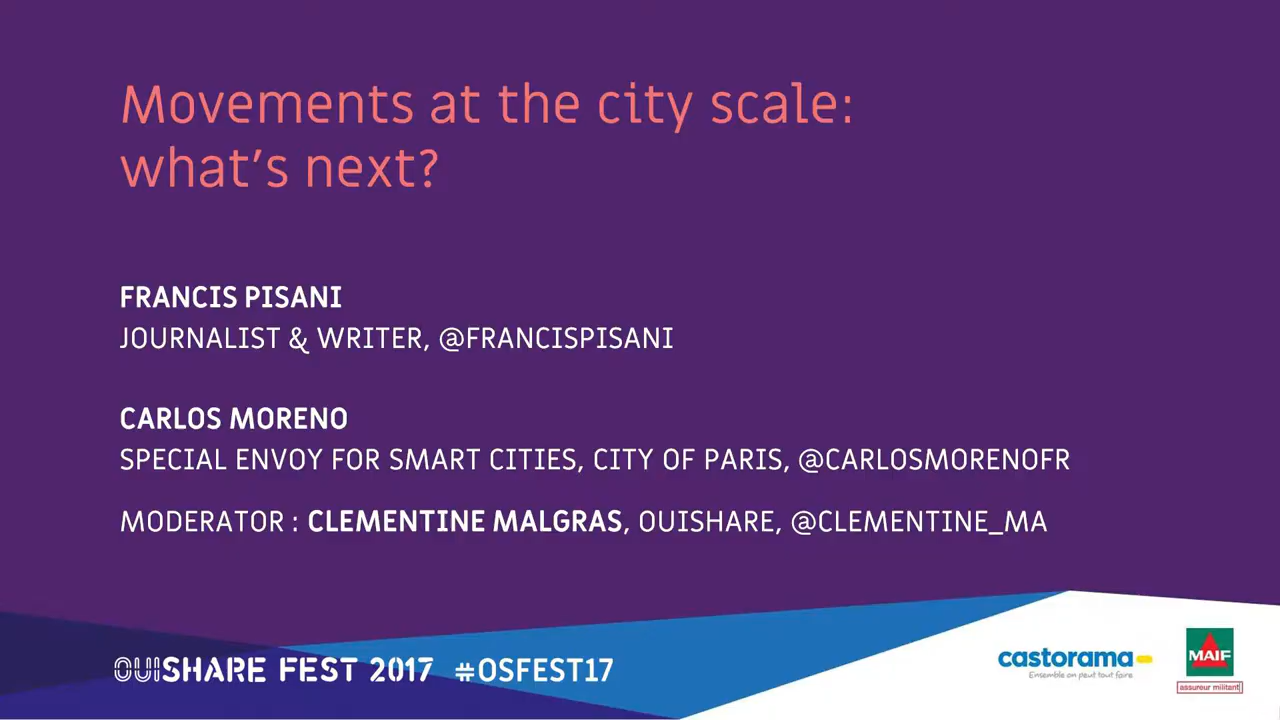 Movements at the city scale:
what's next?
FRANCIS PISANI
JOURNALIST & WRITER, @FRANCISPISANI
CARLOS MORENO
SPECIAL ENVOY FOR SMART CITIES, CITY OF PARIS, @CARLOSMORENOFR
MODERATOR : CLEMENTINE MALGRAS, OUISHARE, @CLEMENTINE_MA
OUISHARE FEST 2017 #OSFEST17
castorama
Ensemble on peut tout faire
MAIF
assureur militant